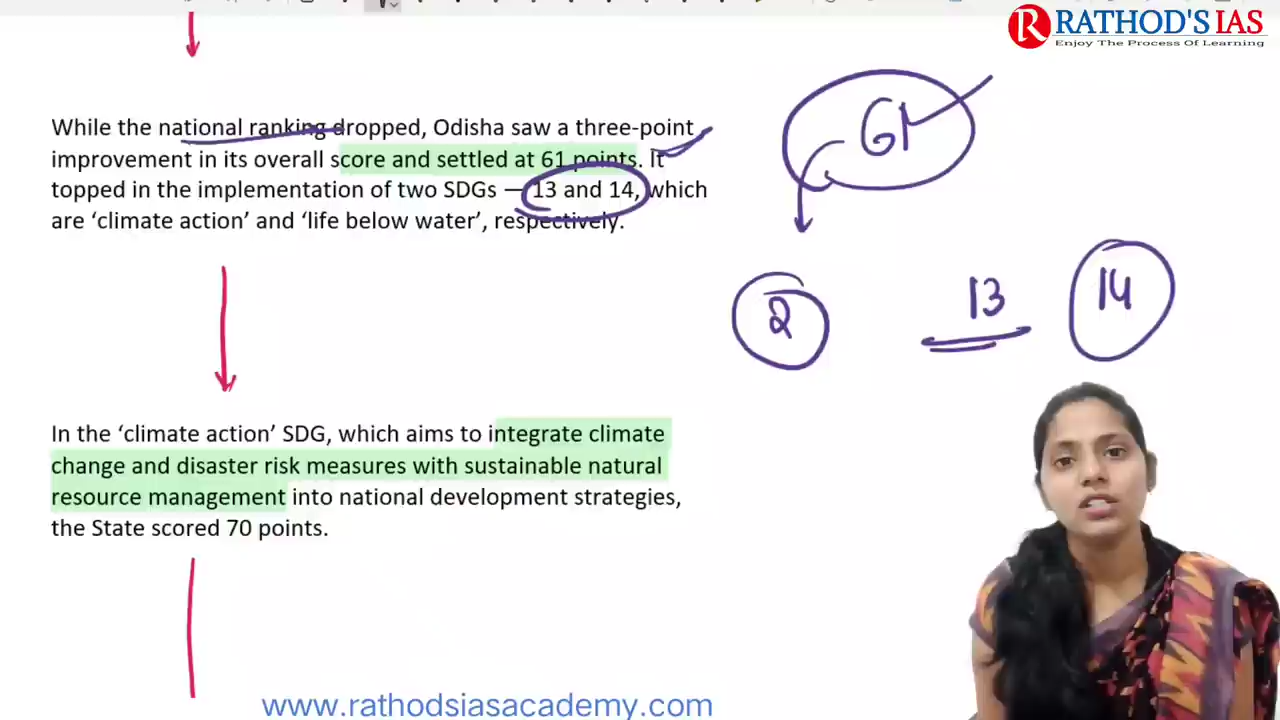 RATHOD'S IAS
Enjoy The Process Of Learning
While the national ranking dropped, Odisha saw a three-point
improvement in its overall score and settled at 61 points. It
topped in the implementation of two SDGs — 13 and 14, which
are ‘climate action’ and ‘life below water’, respectively.
61
2
13
14
In the ‘climate action’ SDG, which aims to integrate climate
change and disaster risk measures with sustainable natural
resource management into national development strategies,
the State scored 70 points.
www.rathodsiasacademy.com